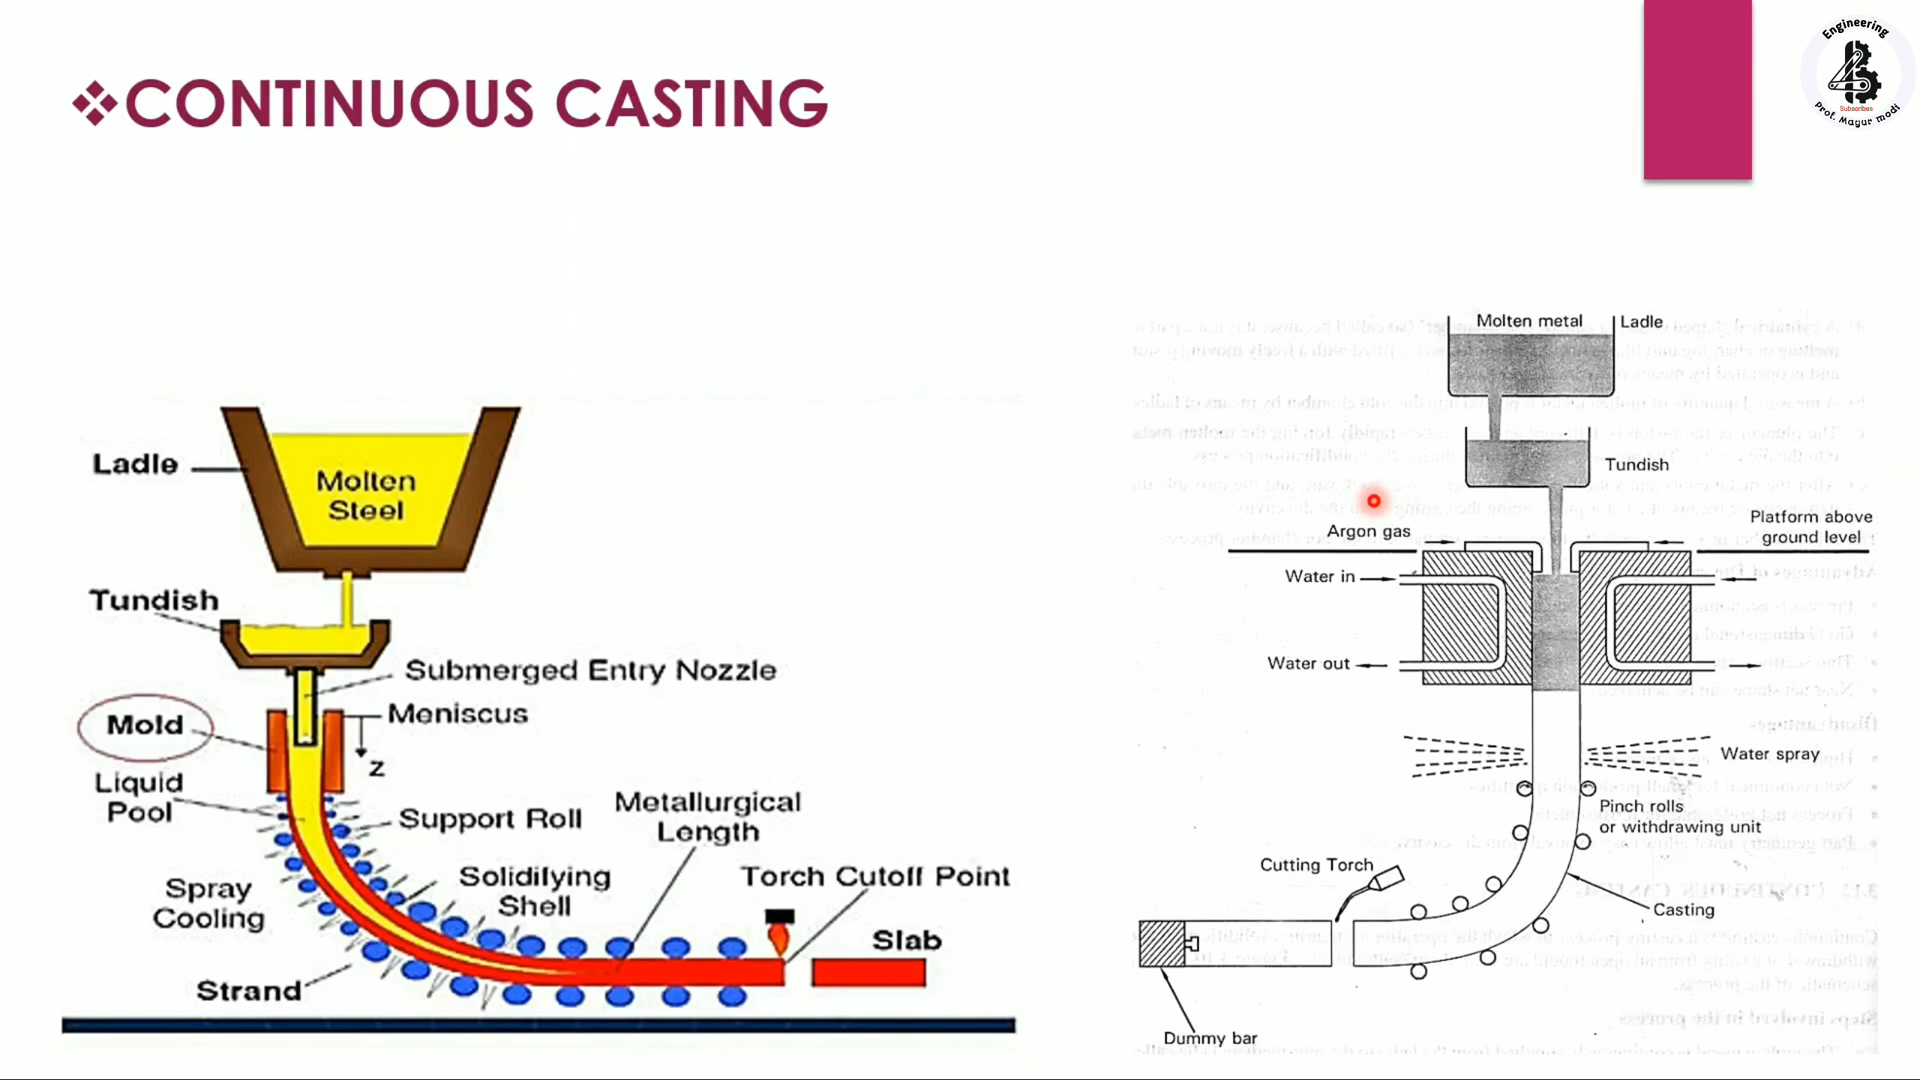 ❖CONTINUOUS CASTING
Engineering
Subscribes
Prof. Mayur modi
Ladle
Molten
Steel
Tundish
Submerged Entry Nozzle
Meniscus
Mold
z
Liquid
Pool
Support Roll
Metallurgical
Length
Spray
Cooling
Solidifying
Shell
Torch Cutoff Point
Slab
Strand
Molten metal
Ladle
Tundish
Argon gas
Platform above
ground level
Water in
Water out
Water spray
Pinch rolls
or withdrawing unit
Cutting Torch
Casting
Dummy bar